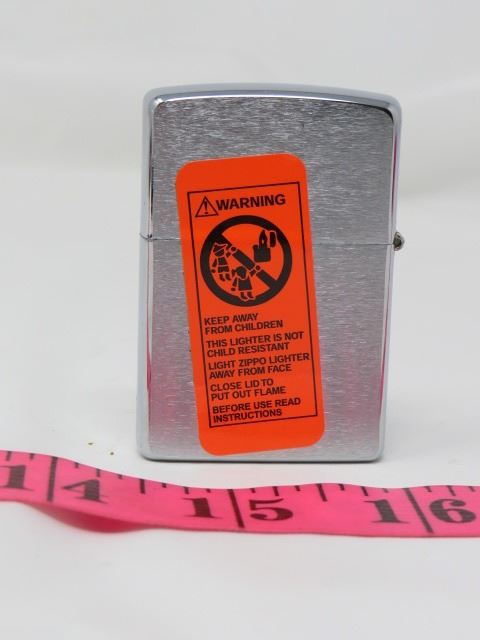 WARNING
KEEP AWAY
FROM CHILDREN
THIS LIGHTER IS NOT
CHILD RESISTANT
LIGHT ZIPPO LIGHTER
AWAY FROM FACE
CLOSE LID TO
PUT OUT FLAME
BEFORE USE READ
INSTRUCTIONS
14 15 16